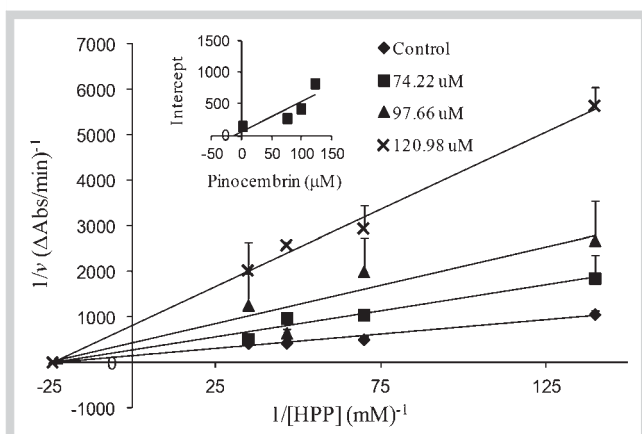 7000
6000
5000
4000
3000
2000
1000
0
-1000
1/v (ΔAbs/min)-1
-25
25
75
125
1/[HPP] (mM)-1
1500
1000
500
0
Intercept
-50 0 50 100 150
Pinocembrin (μM)
Control
74.22 uM
97.66 uM
120.98 uM